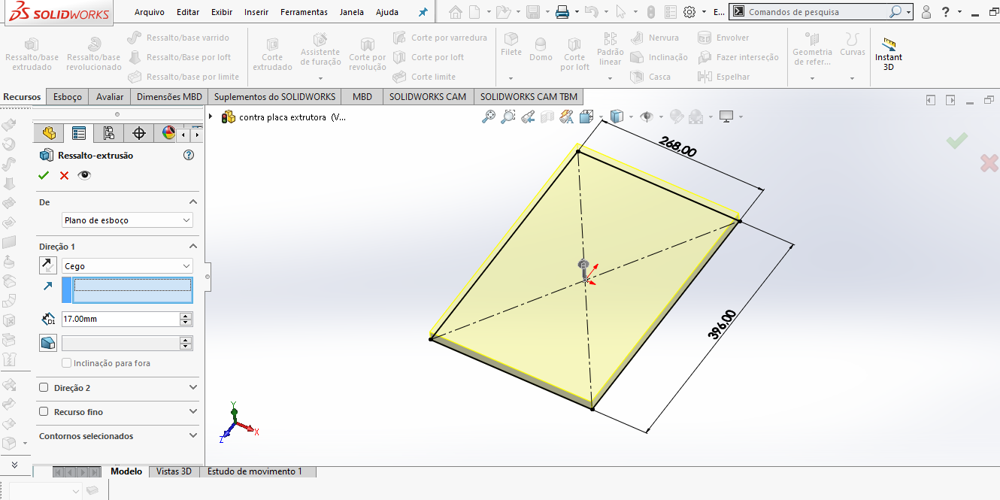 SOLIDWORKS
Arquivo Editar Exibir Inserir Ferramentas Janela Ajuda
E...
Comandos de pesquisa
?
Ressalto/base extrudado
Ressalto/base revolucionado
Ressalto/base varrido
Ressalto/Base por loft
Ressalto/base por limite
Corte extrudado
Assistente de furação
Corte por revolução
Corte por varredura
Corte por loft
Corte limite
Filete
Domo
Corte por loft
Padrão linear
Nervura
Inclinação
Casca
Envolver
Fazer interseção
Espelhar
Geometria de refer...
Curvas
Instant 3D
Recursos Esboço Avaliar Dimensões MBD Suplementos do SOLIDWORKS MBD SOLIDWORKS CAM SOLIDWORKS CAM TBM
contra placa extrutora (V...
Ressalto-extrusão
?
De
Plano de esboço
Direção 1
Cego
D1
17.00mm
Inclinação para fora
Direção 2
Recurso fino
Contornos selecionados
268,00
396,00
Y
X
Z
Modelo Vistas 3D Estudo de movimento 1